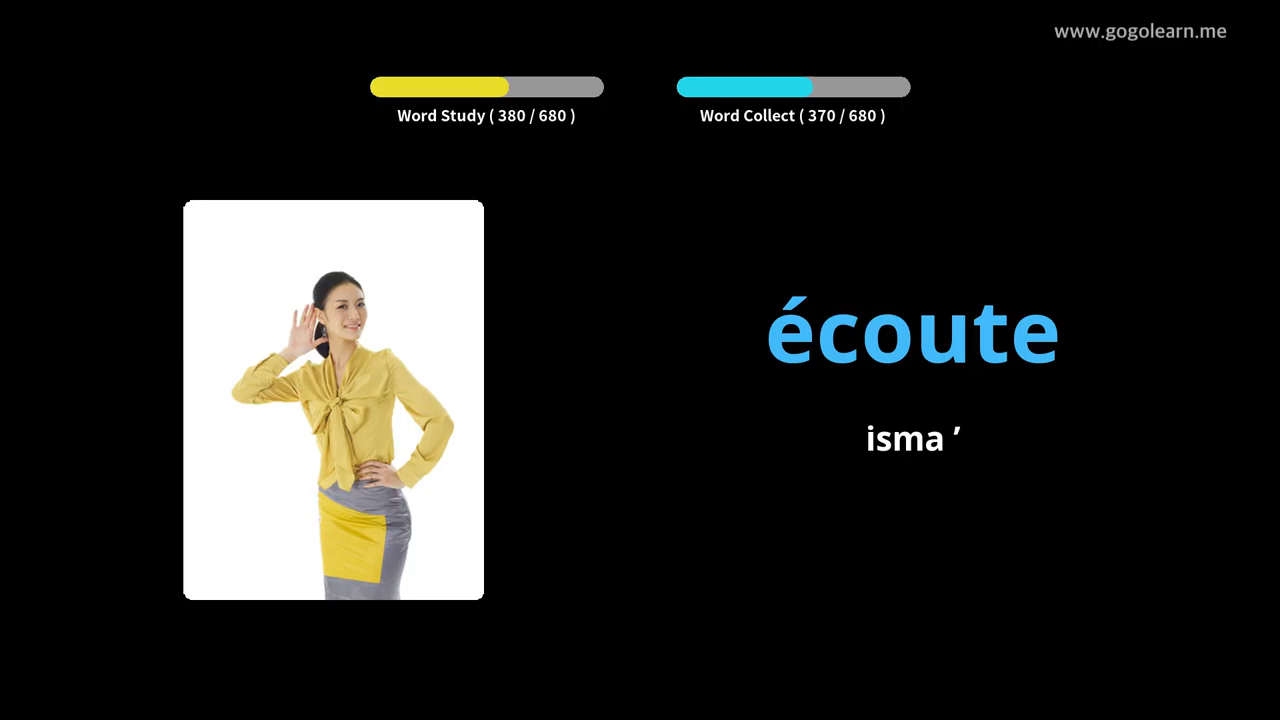 www.gogolearn.me
Word Study ( 380 / 680 )
Word Collect ( 370 / 680 )
écoute
isma ’